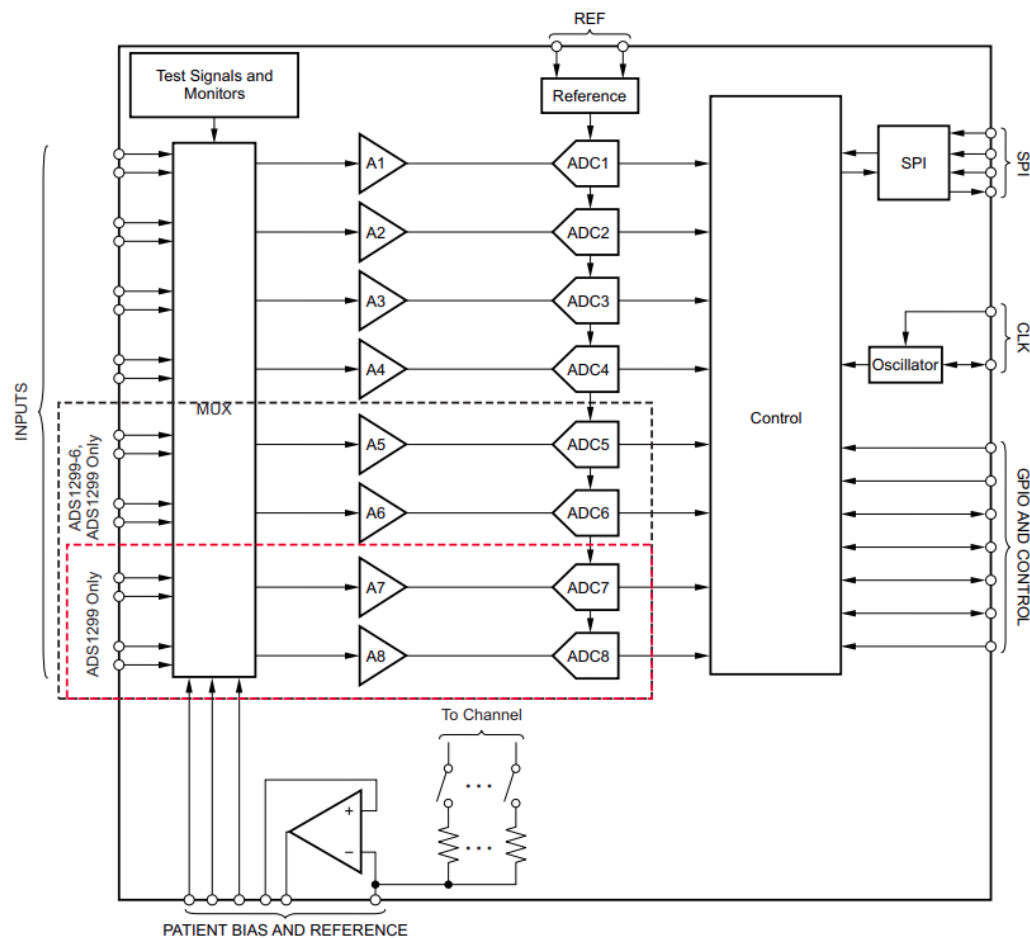 REF
Test Signals and
Monitors
Reference
A1
ADC1
SPI
SPI
A2
ADC2
A3
ADC3
CLK
A4
ADC4
Oscillator
INPUTS
MUX
Control
ADS1299-6,
ADS1299 Only
A5
ADC5
GPIO AND CONTROL
A6
ADC6
ADS1299 Only
A7
ADC7
A8
ADC8
To Channel
+
−
PATIENT BIAS AND REFERENCE